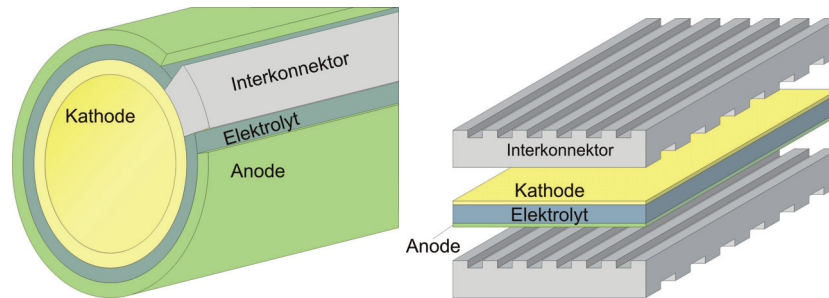 Kathode
Interkonnektor
Elektrolyt
Anode
Interkonnektor
Kathode
Elektrolyt
Anode